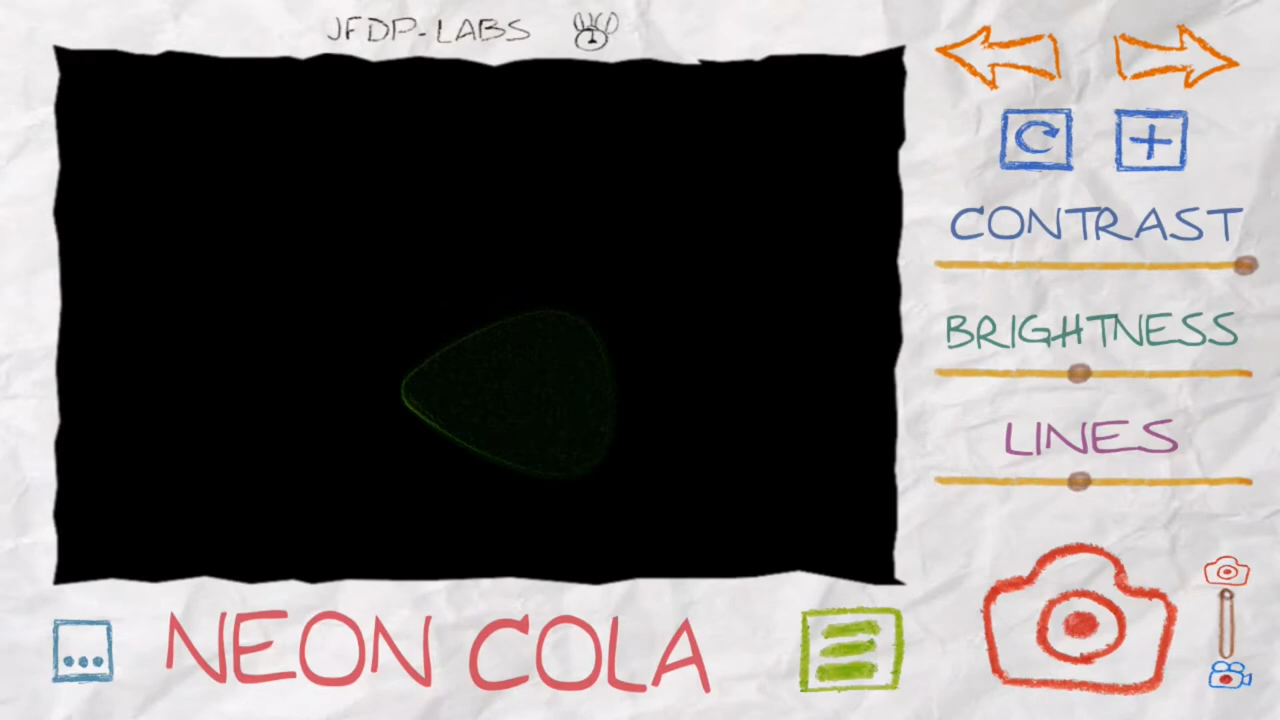 JFDP-LABS
CONTRAST
BRIGHTNESS
LINES
NEON COLA